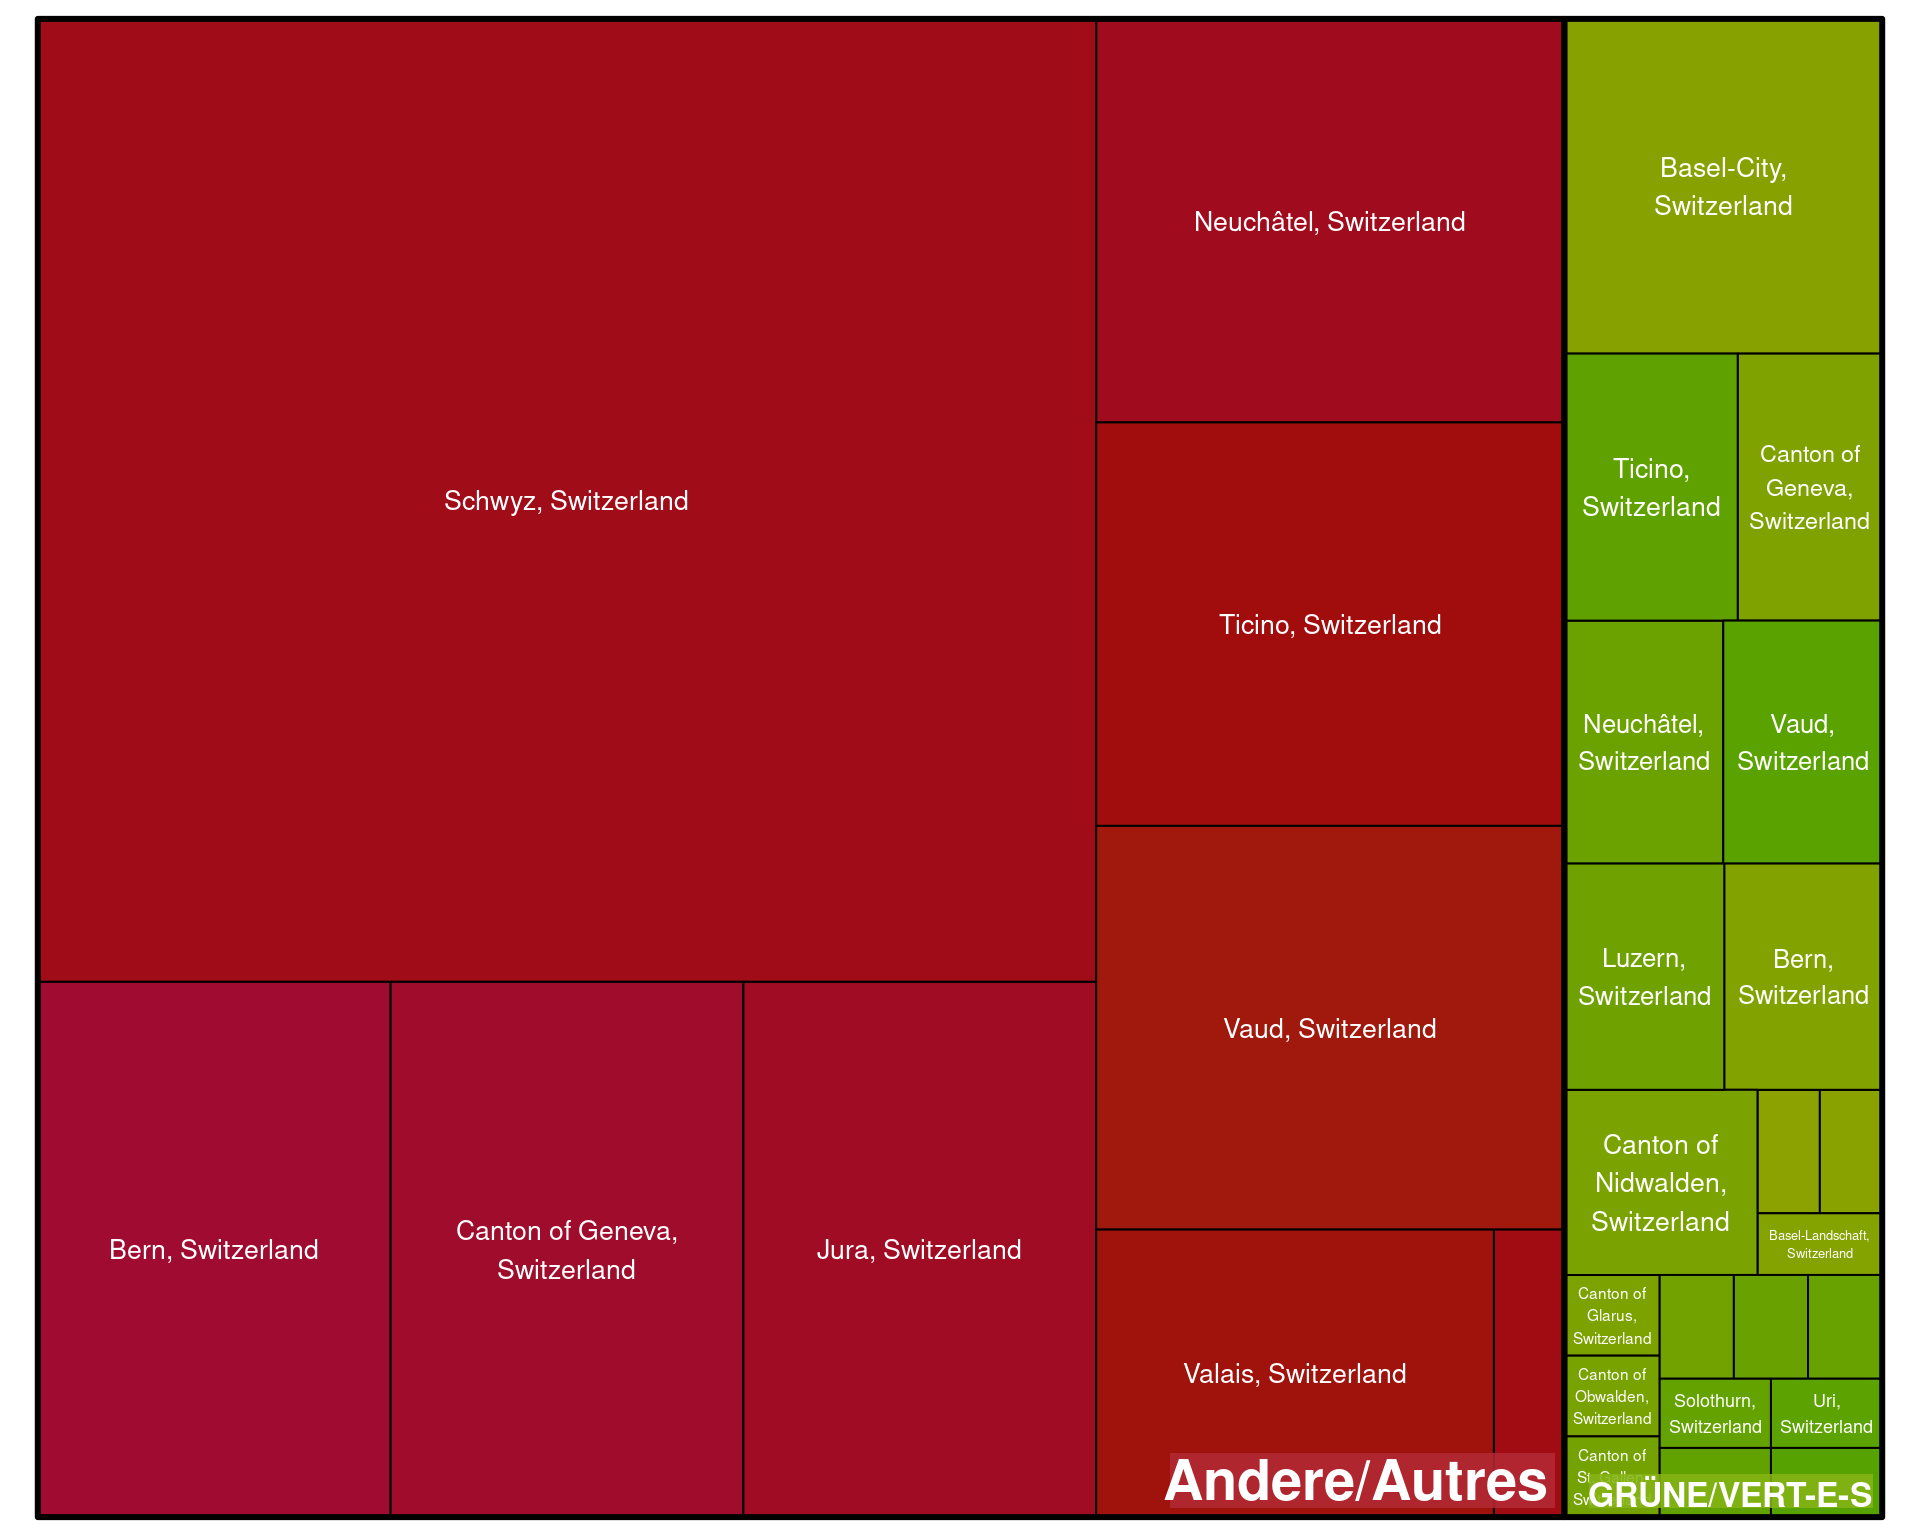 Schwyz, Switzerland
Bern, Switzerland
Canton of Geneva,
Switzerland
Jura, Switzerland
Neuchâtel, Switzerland
Ticino, Switzerland
Vaud, Switzerland
Valais, Switzerland
Andere/Autres
Basel-City,
Switzerland
Ticino,
Switzerland
Canton of
Geneva,
Switzerland
Neuchâtel,
Switzerland
Vaud,
Switzerland
Luzern,
Switzerland
Bern,
Switzerland
Canton of
Nidwalden,
Switzerland
Basel-Landschaft,
Switzerland
Canton of
Glarus,
Switzerland
Canton of
Obwalden,
Switzerland
Solothurn,
Switzerland
Uri,
Switzerland
Canton of
GRÜNE/VERT-E-S